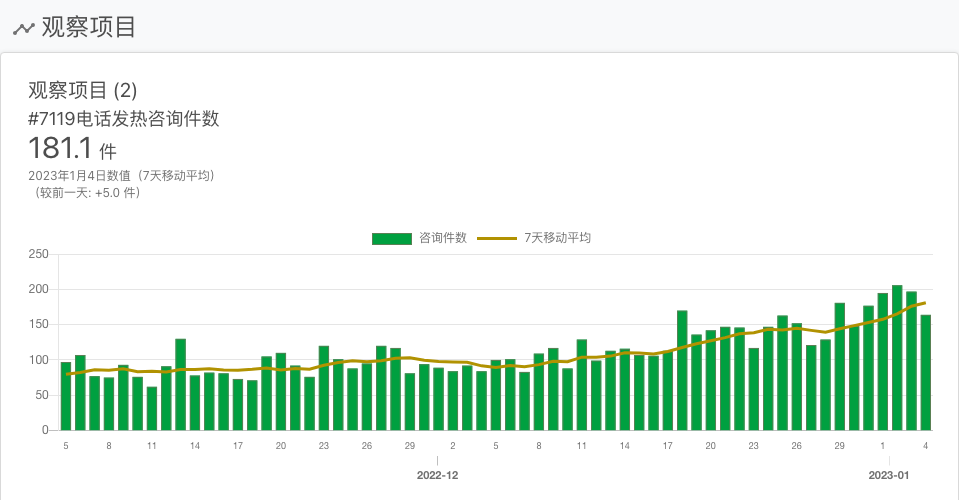 观察项目
观察项目 (2)
#7119电话发热咨询件数
181.1 件
2023年1月4日数值（7天移动平均）
（较前一天: +5.0 件）
咨询件数 7天移动平均
250
200
150
100
50
0
5 8 11 14 17 20 23 26 29 2 5 8 11 14 17 20 23 26 29 1 4
2022-12 2023-01